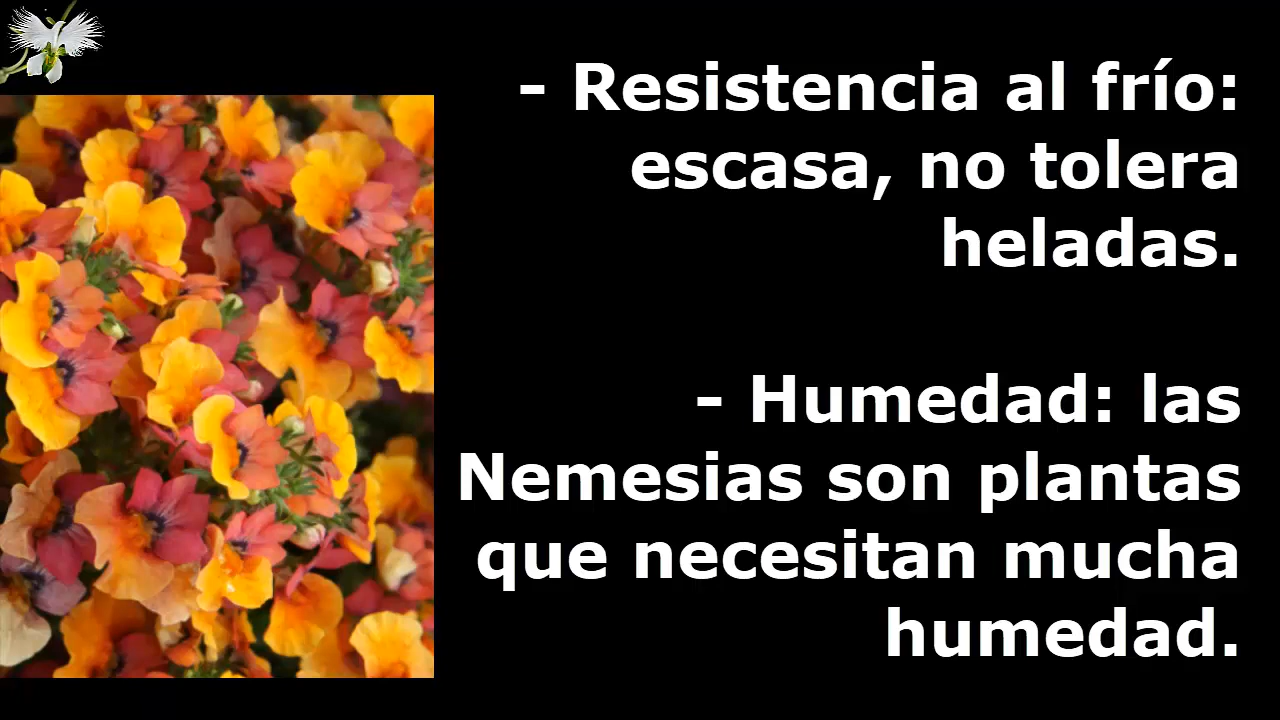 - Resistencia al frío:
escasa, no tolera
heladas.
- Humedad: las
Nemesias son plantas
que necesitan mucha
humedad.